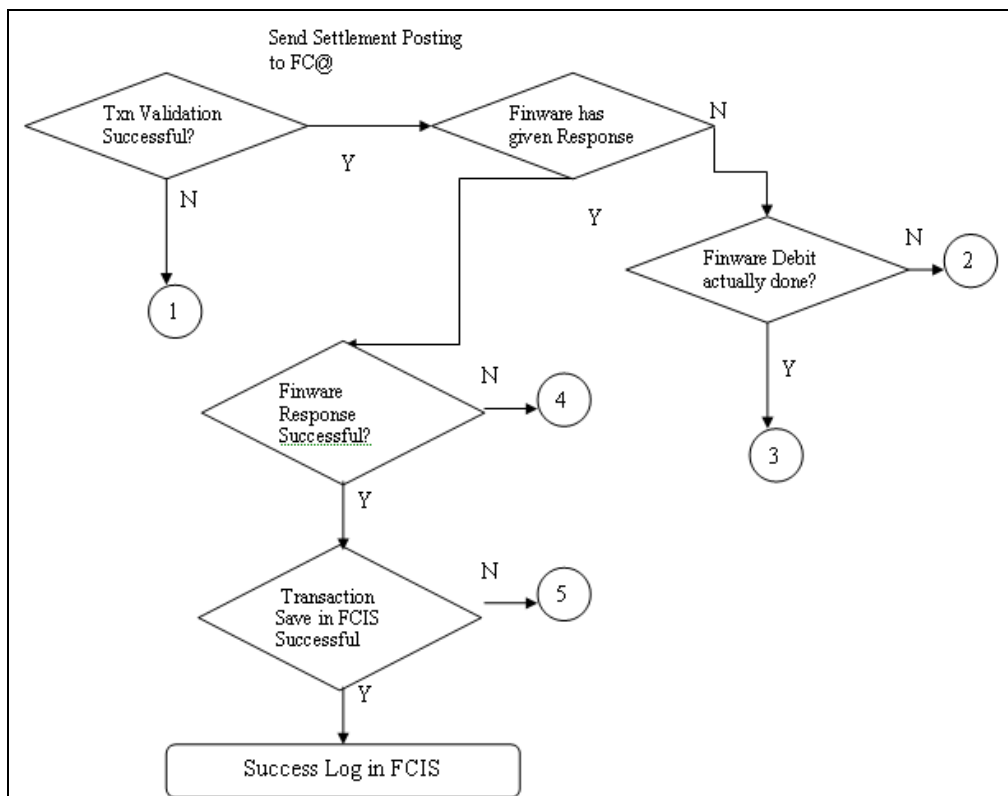 Send Settlement Posting
to FC@
Txn Validation
Successful?
Y
Finware has
given Response
N
N
Y
1
Finware Debit
actually done?
N
2
Y
3
Finware
Response
Successful?
N
4
Y
Transaction
Save in FCIS
Successful
N
5
Y
Success Log in FCIS